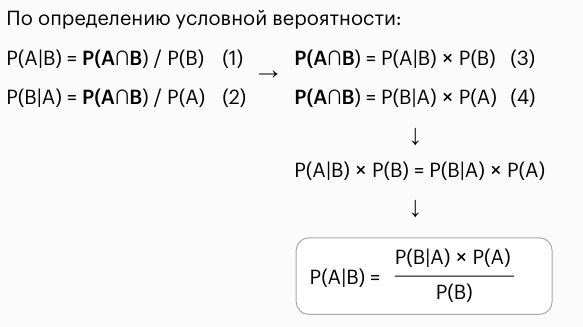 По определению условной вероятности:
P(A|B) = P(A∩B) / P(B) (1)
P(B|A) = P(A∩B) / P(A) (2)
→
P(A∩B) = P(A|B) × P(B) (3)
P(A∩B) = P(B|A) × P(A) (4)
↓
P(A|B) × P(B) = P(B|A) × P(A)
↓
P(A|B) = P(B|A) × P(A) / P(B)